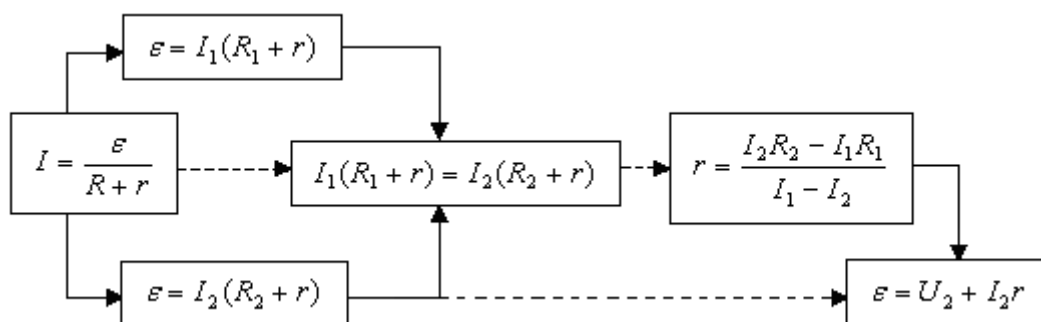 ε = I₁(R₁ + r)
I = ε / (R + r)
I₁(R₁ + r) = I₂(R₂ + r)
r = (I₂R₂ − I₁R₁) / (I₁ − I₂)
ε = I₂(R₂ + r)
ε = U₂ + I₂r